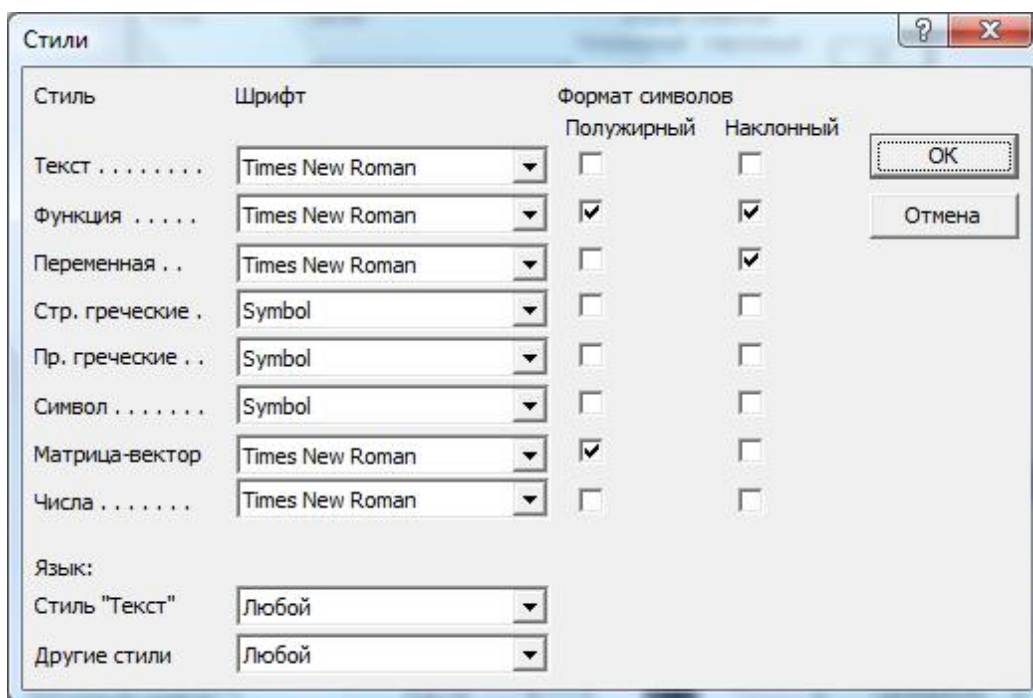 Стили
Стиль Шрифт Формат символов
Полужирный Наклонный
Текст . . . . . . . . Times New Roman OK
Функция . . . . . Times New Roman Отмена
Переменная . . Times New Roman
Стр. греческие . Symbol
Пр. греческие . . Symbol
Символ . . . . . . . Symbol
Матрица-вектор Times New Roman
Числа . . . . . . . Times New Roman
Язык:
Стиль "Текст" Любой
Другие стили Любой